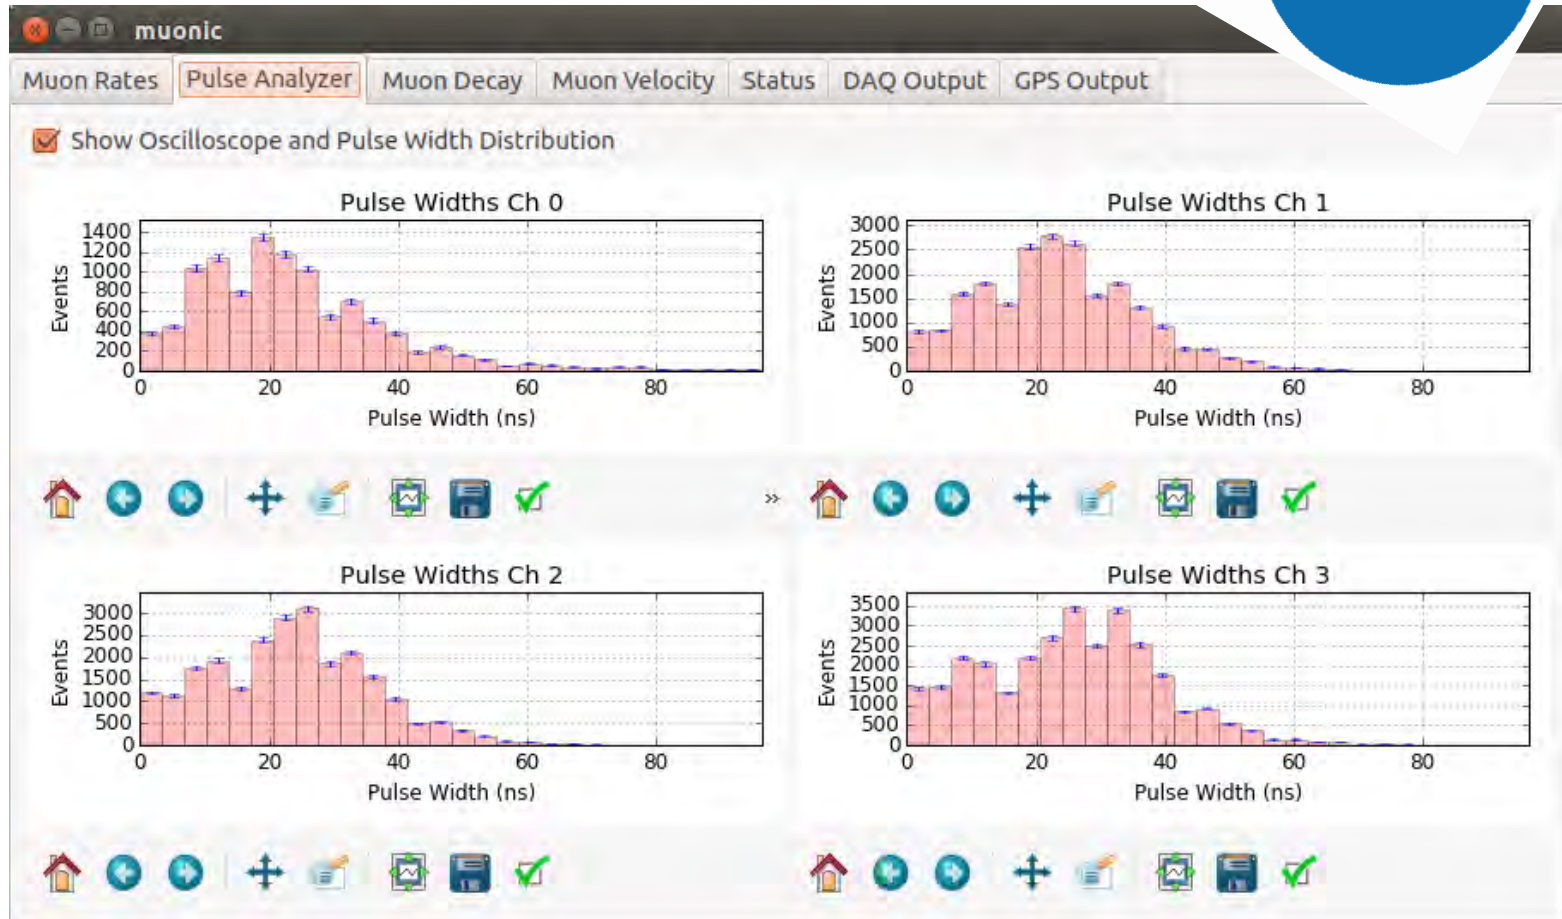 muonic
Muon Rates Pulse Analyzer Muon Decay Muon Velocity Status DAQ Output GPS Output
Show Oscilloscope and Pulse Width Distribution
Pulse Widths Ch 0
1400
1200
1000
800
600
400
200
0
Events
0 20 40 60 80
Pulse Width (ns)
Pulse Widths Ch 1
3000
2500
2000
1500
1000
500
0
Events
0 20 40 60 80
Pulse Width (ns)
»
Pulse Widths Ch 2
3000
2500
2000
1500
1000
500
0
Events
0 20 40 60 80
Pulse Width (ns)
Pulse Widths Ch 3
3500
3000
2500
2000
1500
1000
500
0
Events
0 20 40 60 80
Pulse Width (ns)